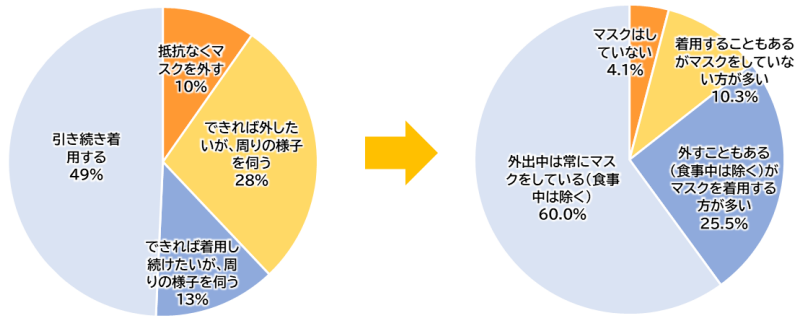 抵抗なくマ
スクを外す
10%
できれば外した
いが、周りの様子
を伺う
28%
できれば着用し
続けたいが、周
りの様子を伺う
13%
引き続き着
用する
49%
マスクはし
ていない
4.1%
着用することもある
がマスクをしていな
い方が多い
10.3%
外すこともある
(食事中は除く)が
マスクを着用する
方が多い
25.5%
外出中は常にマス
クをしている(食事
中は除く)
60.0%